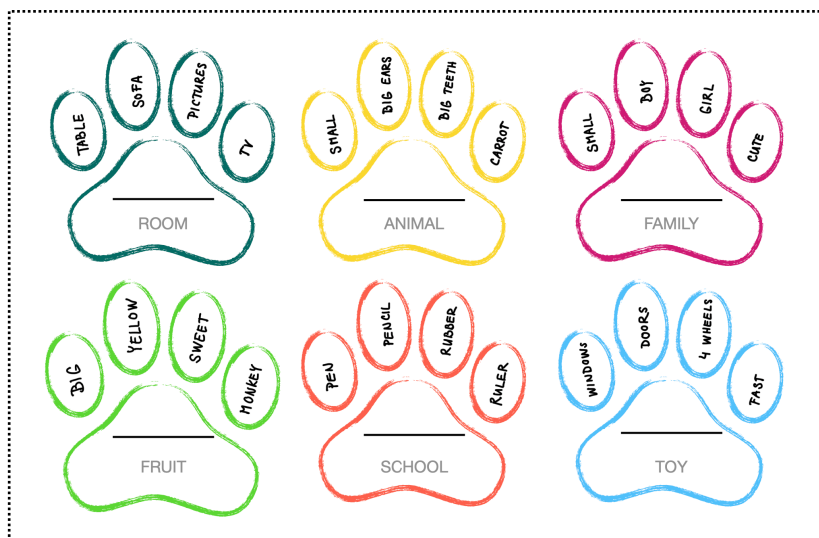 TABLE
SOFA
PICTURES
TV
ROOM
SMALL
BIG EARS
BIG TEETH
CARROT
ANIMAL
SMALL
BOY
GIRL
CUTE
FAMILY
BIG
YELLOW
SWEET
MONKEY
FRUIT
PEN
PENCIL
RUBBER
RULER
SCHOOL
WINDOWS
DOORS
4 WHEELS
FAST
TOY